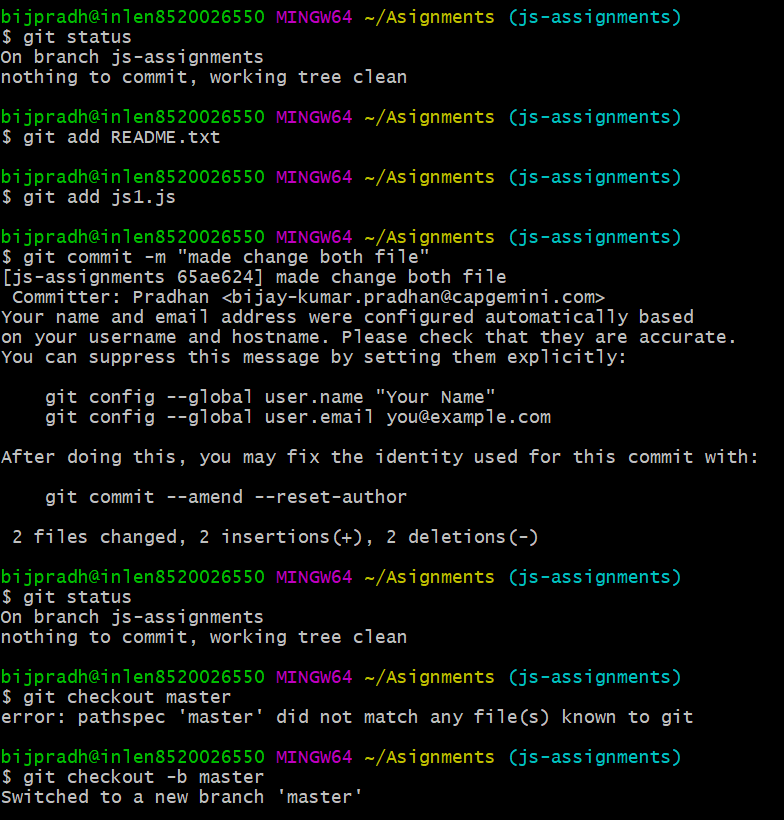 bijpradh@inlen8520026550 MINGW64 ~/Asignments (js-assignments)
$ git status
On branch js-assignments
nothing to commit, working tree clean
bijpradh@inlen8520026550 MINGW64 ~/Asignments (js-assignments)
$ git add README.txt
bijpradh@inlen8520026550 MINGW64 ~/Asignments (js-assignments)
$ git add js1.js
bijpradh@inlen8520026550 MINGW64 ~/Asignments (js-assignments)
$ git commit -m "made change both file"
[js-assignments 65ae624] made change both file
 Committer: Pradhan <bijay-kumar.pradhan@capgemini.com>
Your name and email address were configured automatically based
on your username and hostname. Please check that they are accurate.
You can suppress this message by setting them explicitly:
    git config --global user.name "Your Name"
    git config --global user.email you@example.com
After doing this, you may fix the identity used for this commit with:
    git commit --amend --reset-author
 2 files changed, 2 insertions(+), 2 deletions(-)
bijpradh@inlen8520026550 MINGW64 ~/Asignments (js-assignments)
$ git status
On branch js-assignments
nothing to commit, working tree clean
bijpradh@inlen8520026550 MINGW64 ~/Asignments (js-assignments)
$ git checkout master
error: pathspec 'master' did not match any file(s) known to git
bijpradh@inlen8520026550 MINGW64 ~/Asignments (js-assignments)
$ git checkout -b master
Switched to a new branch 'master'